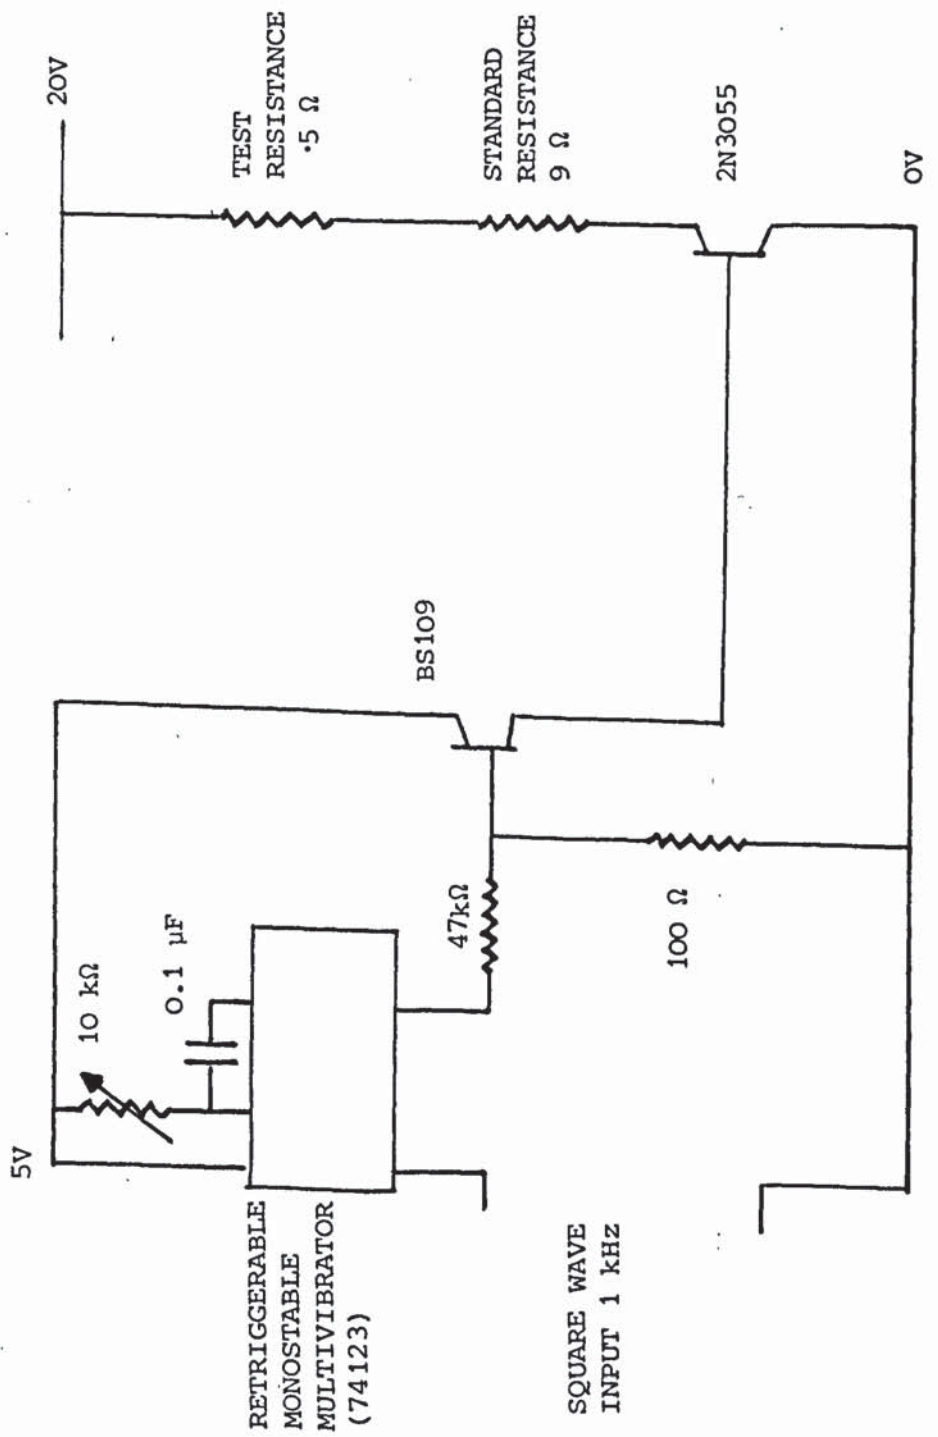 5V
10 kΩ
0.1 µF
RETRIGGERABLE
MONOSTABLE
MULTIVIBRATOR
(74123)
47kΩ
BS109
100 Ω
SQUARE WAVE
INPUT 1 kHz
20V
TEST
RESISTANCE
.5 Ω
STANDARD
RESISTANCE
9 Ω
2N3055
0V